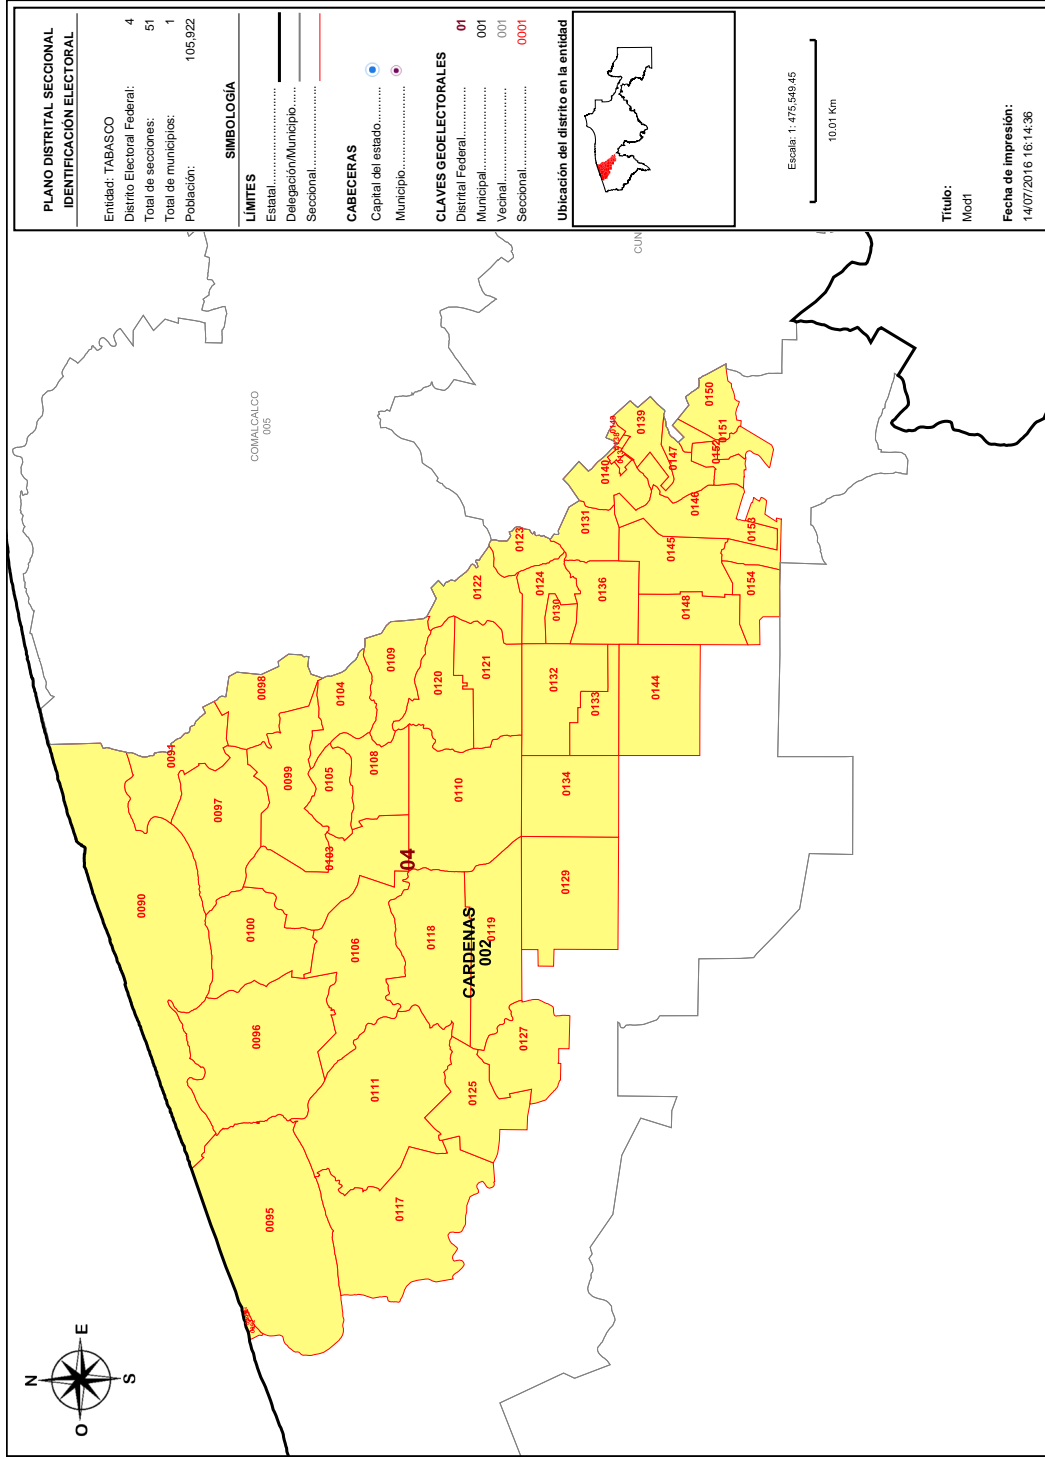 PLANO DISTRITAL SECCIONAL
IDENTIFICACIÓN ELECTORAL
Entidad: TABASCO
Distrito Electoral Federal: 4
Total de secciones: 51
Total de municipios: 1
Población: 105,922
SIMBOLOGÍA
LÍMITES
Estatal
Delegación/Municipio
Seccional
CABECERAS
Capital del estado
Municipio
CLAVES GEOELECTORALES
Distrital Federal 01
Municipal 001
Vecinal 001
Seccional 0001
Ubicación del distrito en la entidad
Escala: 1: 475,549.45
10.01 Km
Título:
Mod1
Fecha de impresión:
14/07/2016 16:14:36
N
E
S
O
COMALCALCO
005
CUN
04
CARDENAS
002
0090
0091
0095
0096
0097
0098
0099
0100
0103
0104
0105
0106
0108
0109
0110
0111
0117
0118
0119
0120
0121
0122
0123
0124
0125
0127
0129
0130
0131
0132
0133
0134
0136
0139
0140
0144
0145
0146
0147
0148
0150
0151
0152
0153
0154